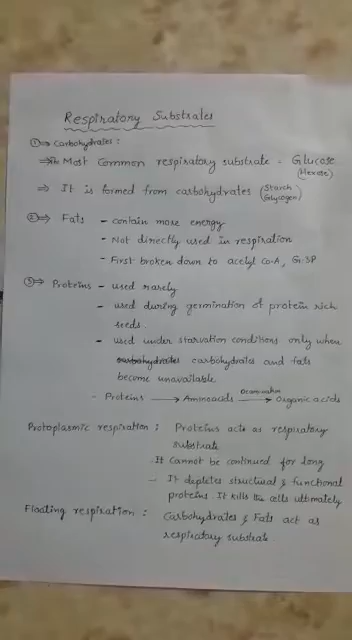 Respiratory Substrates
① ⇒ Carbohydrates :
⇒ Most Common respiratory substrate - Glucose
(Hexose)
⇒ It is formed from carbohydrates (Starch
Glycogen)
② ⇒ Fats - contain more energy
- Not directly used in respiration
- First broken down to acetyl Co-A, G-3P
③ ⇒ Proteins - used rarely
- used during germination of protein rich
seeds.
- used under starvation conditions only when
carbohydrates carbohydrates and fats
become unavailable
- Proteins ⟶ Aminoacids ⟶ Organic acids
Protoplasmic respiration : Proteins act as respiratory
substrate
. It Cannot be continued for long
- It depletes structural & functional
proteins. It kills the cells ultimately
Floating respiration : Carbohydrates & Fats act as
respiratory substrate.